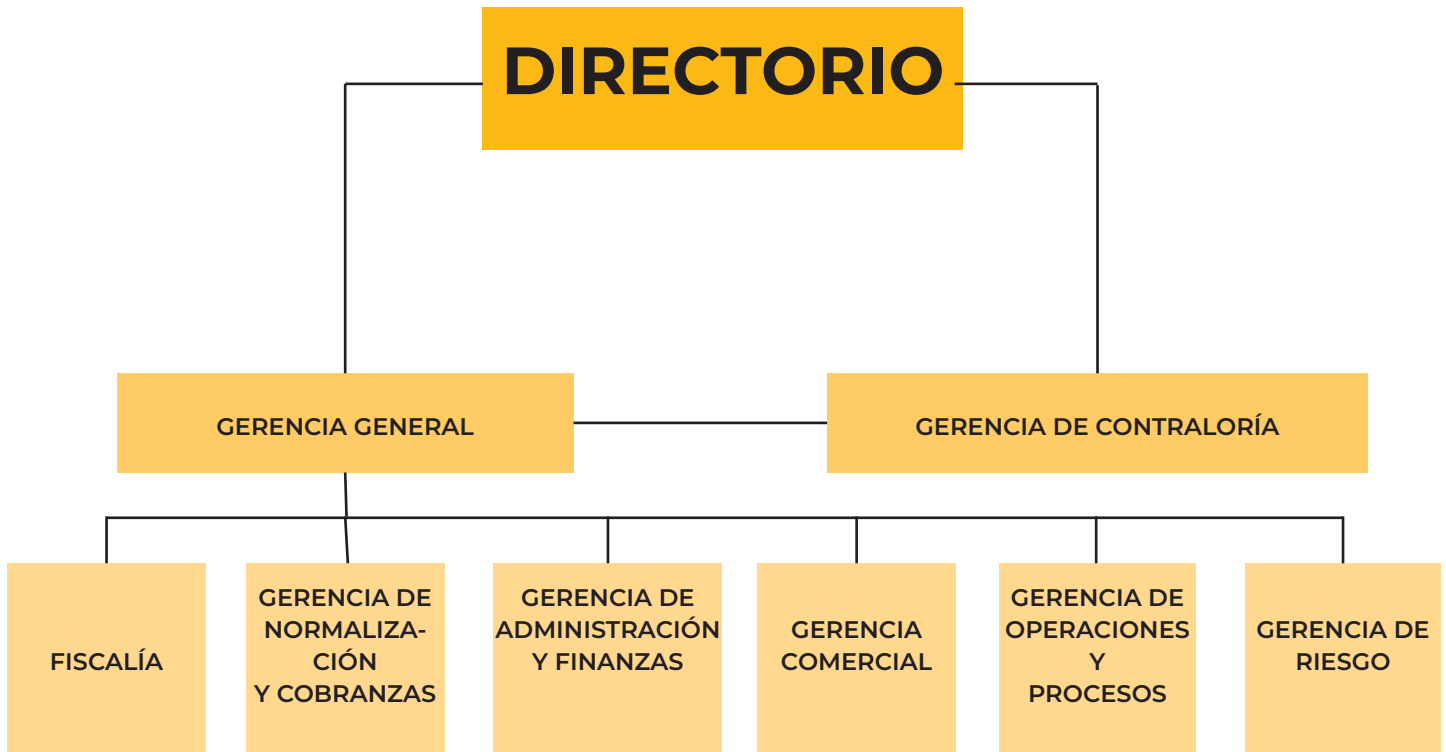 DIRECTORIO
GERENCIA GENERAL
GERENCIA DE CONTRALORÍA
FISCALÍA
GERENCIA DE
NORMALIZA-
CIÓN
Y COBRANZAS
GERENCIA DE
ADMINISTRACIÓN
Y FINANZAS
GERENCIA
COMERCIAL
GERENCIA DE
OPERACIONES
Y
PROCESOS
GERENCIA DE
RIESGO